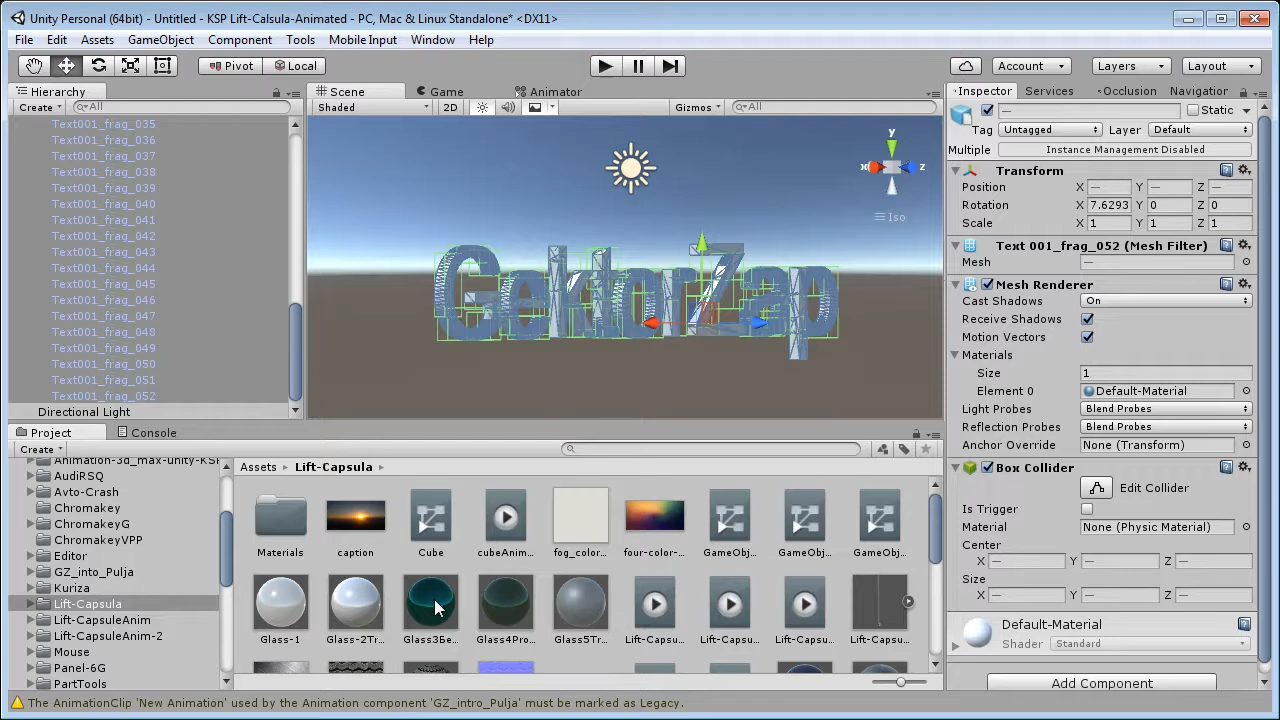 Unity Personal (64bit) - Untitled - KSP Lift-Calsula-Animated - PC, Mac & Linux Standalone* <DX11>
File Edit Assets GameObject Component Tools Mobile Input Window Help
Pivot Local Account Layers Layout
Hierarchy Scene Game Animator Inspector Services Occlusion Navigatior
Create All Shaded 2D Gizmos All Static
Text001_frag_035
Text001_frag_036
Text001_frag_037
Text001_frag_038
Text001_frag_039
Text001_frag_040
Text001_frag_041
Text001_frag_042
Text001_frag_043
Text001_frag_044
Text001_frag_045
Text001_frag_046
Text001_frag_047
Text001_frag_048
Text001_frag_049
Text001_frag_050
Text001_frag_051
Text001_frag_052
Directional Light
y
x z
Iso
GektorZap
Tag Untagged Layer Default
Multiple Instance Management Disabled
Transform
Position X — Y — Z —
Rotation X 7.6293 Y 0 Z 0
Scale X 1 Y 1 Z 1
Text 001_frag_052 (Mesh Filter)
Mesh —
Mesh Renderer
Cast Shadows On
Receive Shadows
Motion Vectors
Materials
Size 1
Element 0 Default-Material
Light Probes Blend Probes
Reflection Probes Blend Probes
Anchor Override None (Transform)
Box Collider
Edit Collider
Is Trigger
Material None (Physic Material)
Center
X — Y — Z —
Size
X — Y — Z —
Default-Material
Shader Standard
Add Component
Project Console
Create
Animation-3d_max-unity-KSP
AudiRSQ
Avto-Crash
Chromakey
ChromakeyG
ChromakeyVPP
Editor
GZ_into_Pulja
Kuriza
Lift-Capsula
Lift-CapsuleAnim
Lift-CapsuleAnim-2
Mouse
Panel-6G
PartTools
Assets Lift-Capsula
Materials caption Cube cubeAnim... fog_color... four-color-... GameObj... GameObj... GameObj...
Glass-1 Glass-2Tr... Glass3Бе... Glass4Pro... Glass5Tr... Lift-Capsu... Lift-Capsu... Lift-Capsu... Lift-Capsu...
The AnimationClip 'New Animation' used by the Animation component 'GZ_intro_Pulja' must be marked as Legacy.